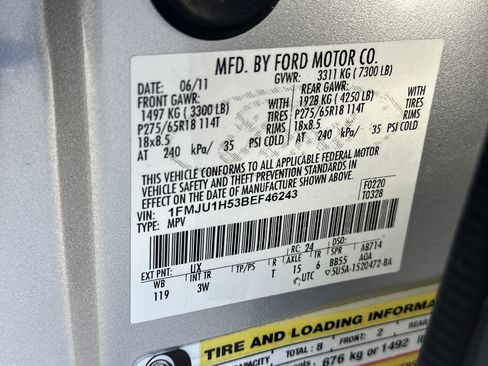 MFD. BY FORD MOTOR CO.
DATE: 06/11 GVWR: 3311 KG ( 7300 LB)
FRONT GAWR: REAR GAWR:
1497 KG ( 3300 LB) WITH 1928 KG ( 4250 LB) WITH
P275/65R18 114T TIRES P275/65R18 114T TIRES
18x8.5 RIMS 18x8.5 RIMS
AT 240 kPa/ 35 PSI COLD AT 240 kPa/ 35 PSI COLD
THIS VEHICLE CONFORMS TO ALL APPLICABLE FEDERAL MOTOR
VEHICLE SAFETY AND THEFT PREVENTION STANDARDS IN
EFFECT ON THE DATE OF MANUFACTURE SHOWN ABOVE.
VIN: 1FMJU1H53BEF46243 F0220
TYPE: MPV T0328
EXT PNT: UX RC: 24 DSO:
WB INT TR TP/PS R AXLE TR SPR AB714
119 3W T 15 6 BB55 AGA
UTC ▽5U5A-1520472-BA
TIRE AND LOADING INFORMA
CAPACITY TOTAL: 8 FRONT: 2 REAR:
676 kg or 1492